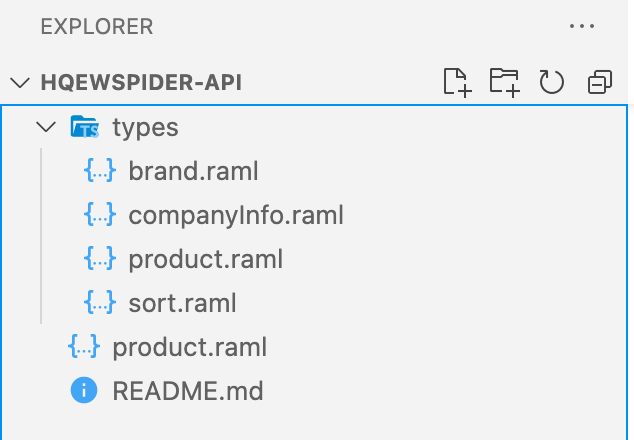 EXPLORER
HQEWSPIDER-API
types
brand.raml
companyInfo.raml
product.raml
sort.raml
product.raml
README.md